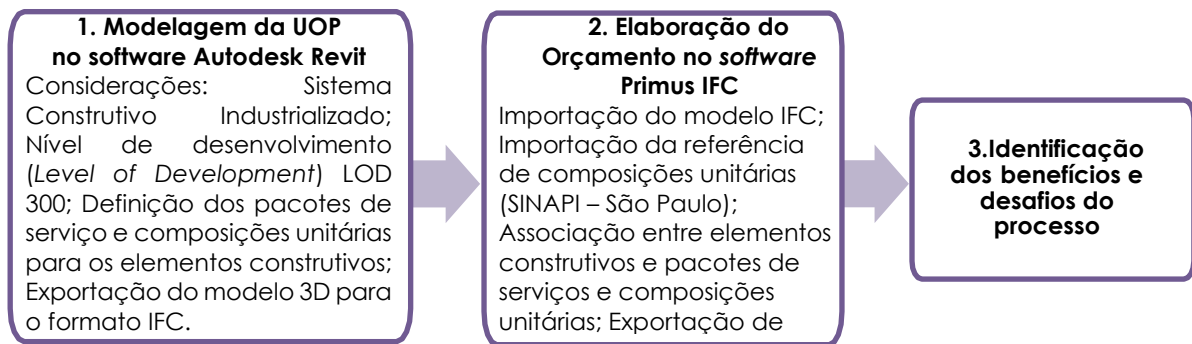 1. Modelagem da UOP
no software Autodesk Revit
Considerações: Sistema
Construtivo Industrializado;
Nível de desenvolvimento
(Level of Development) LOD
300; Definição dos pacotes de
serviço e composições unitárias
para os elementos construtivos;
Exportação do modelo 3D para
o formato IFC.
2. Elaboração do
Orçamento no software
Primus IFC
Importação do modelo IFC;
Importação da referência
de composições unitárias
(SINAPI – São Paulo);
Associação entre elementos
construtivos e pacotes de
serviços e composições
unitárias; Exportação de
3.Identificação
dos benefícios e
desafios do
processo